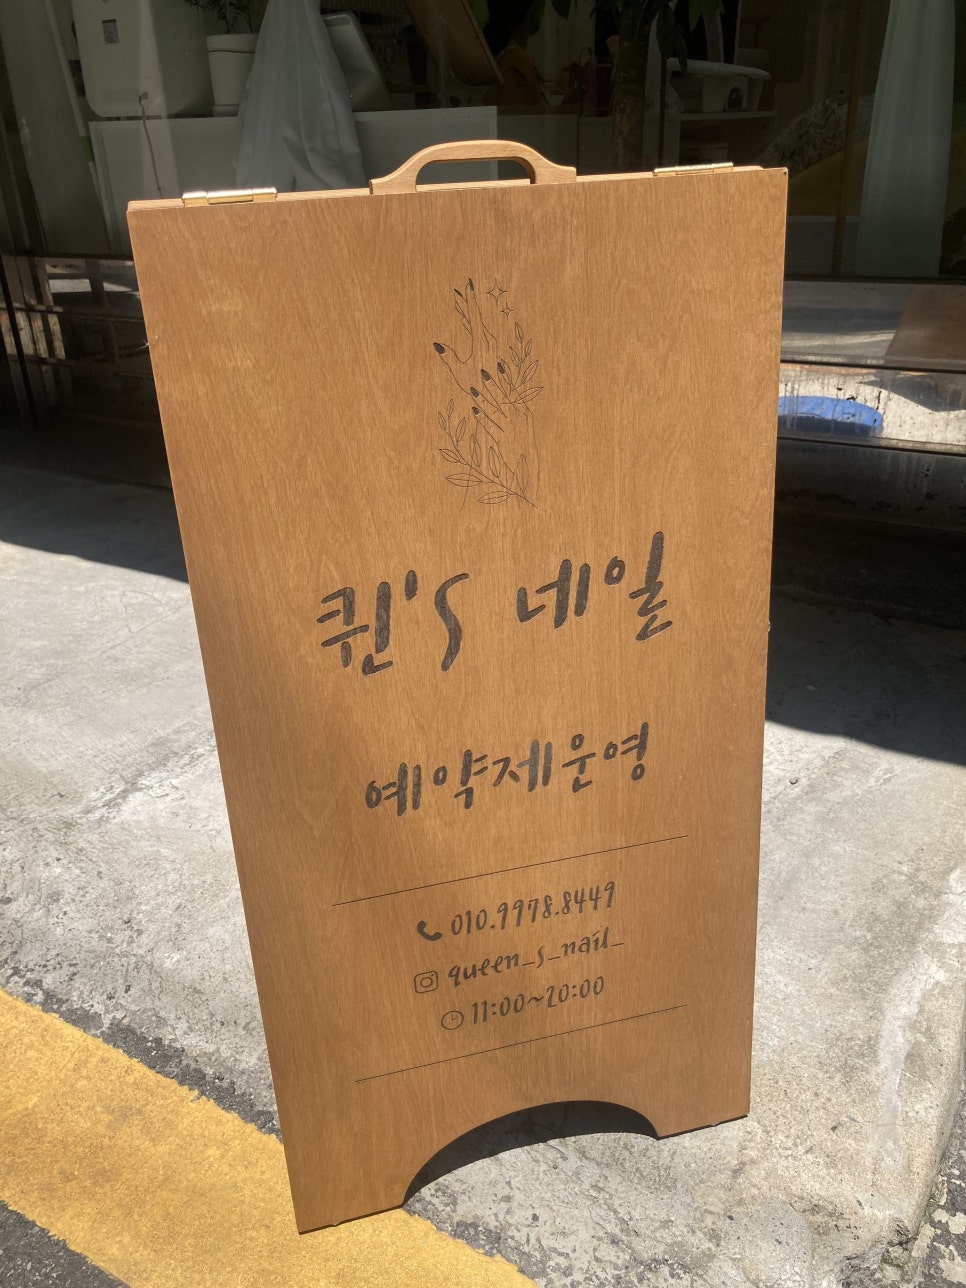 퀸's 네일
예약제운영
010.9978.8449
queen_s_nail_
11:00~20:00